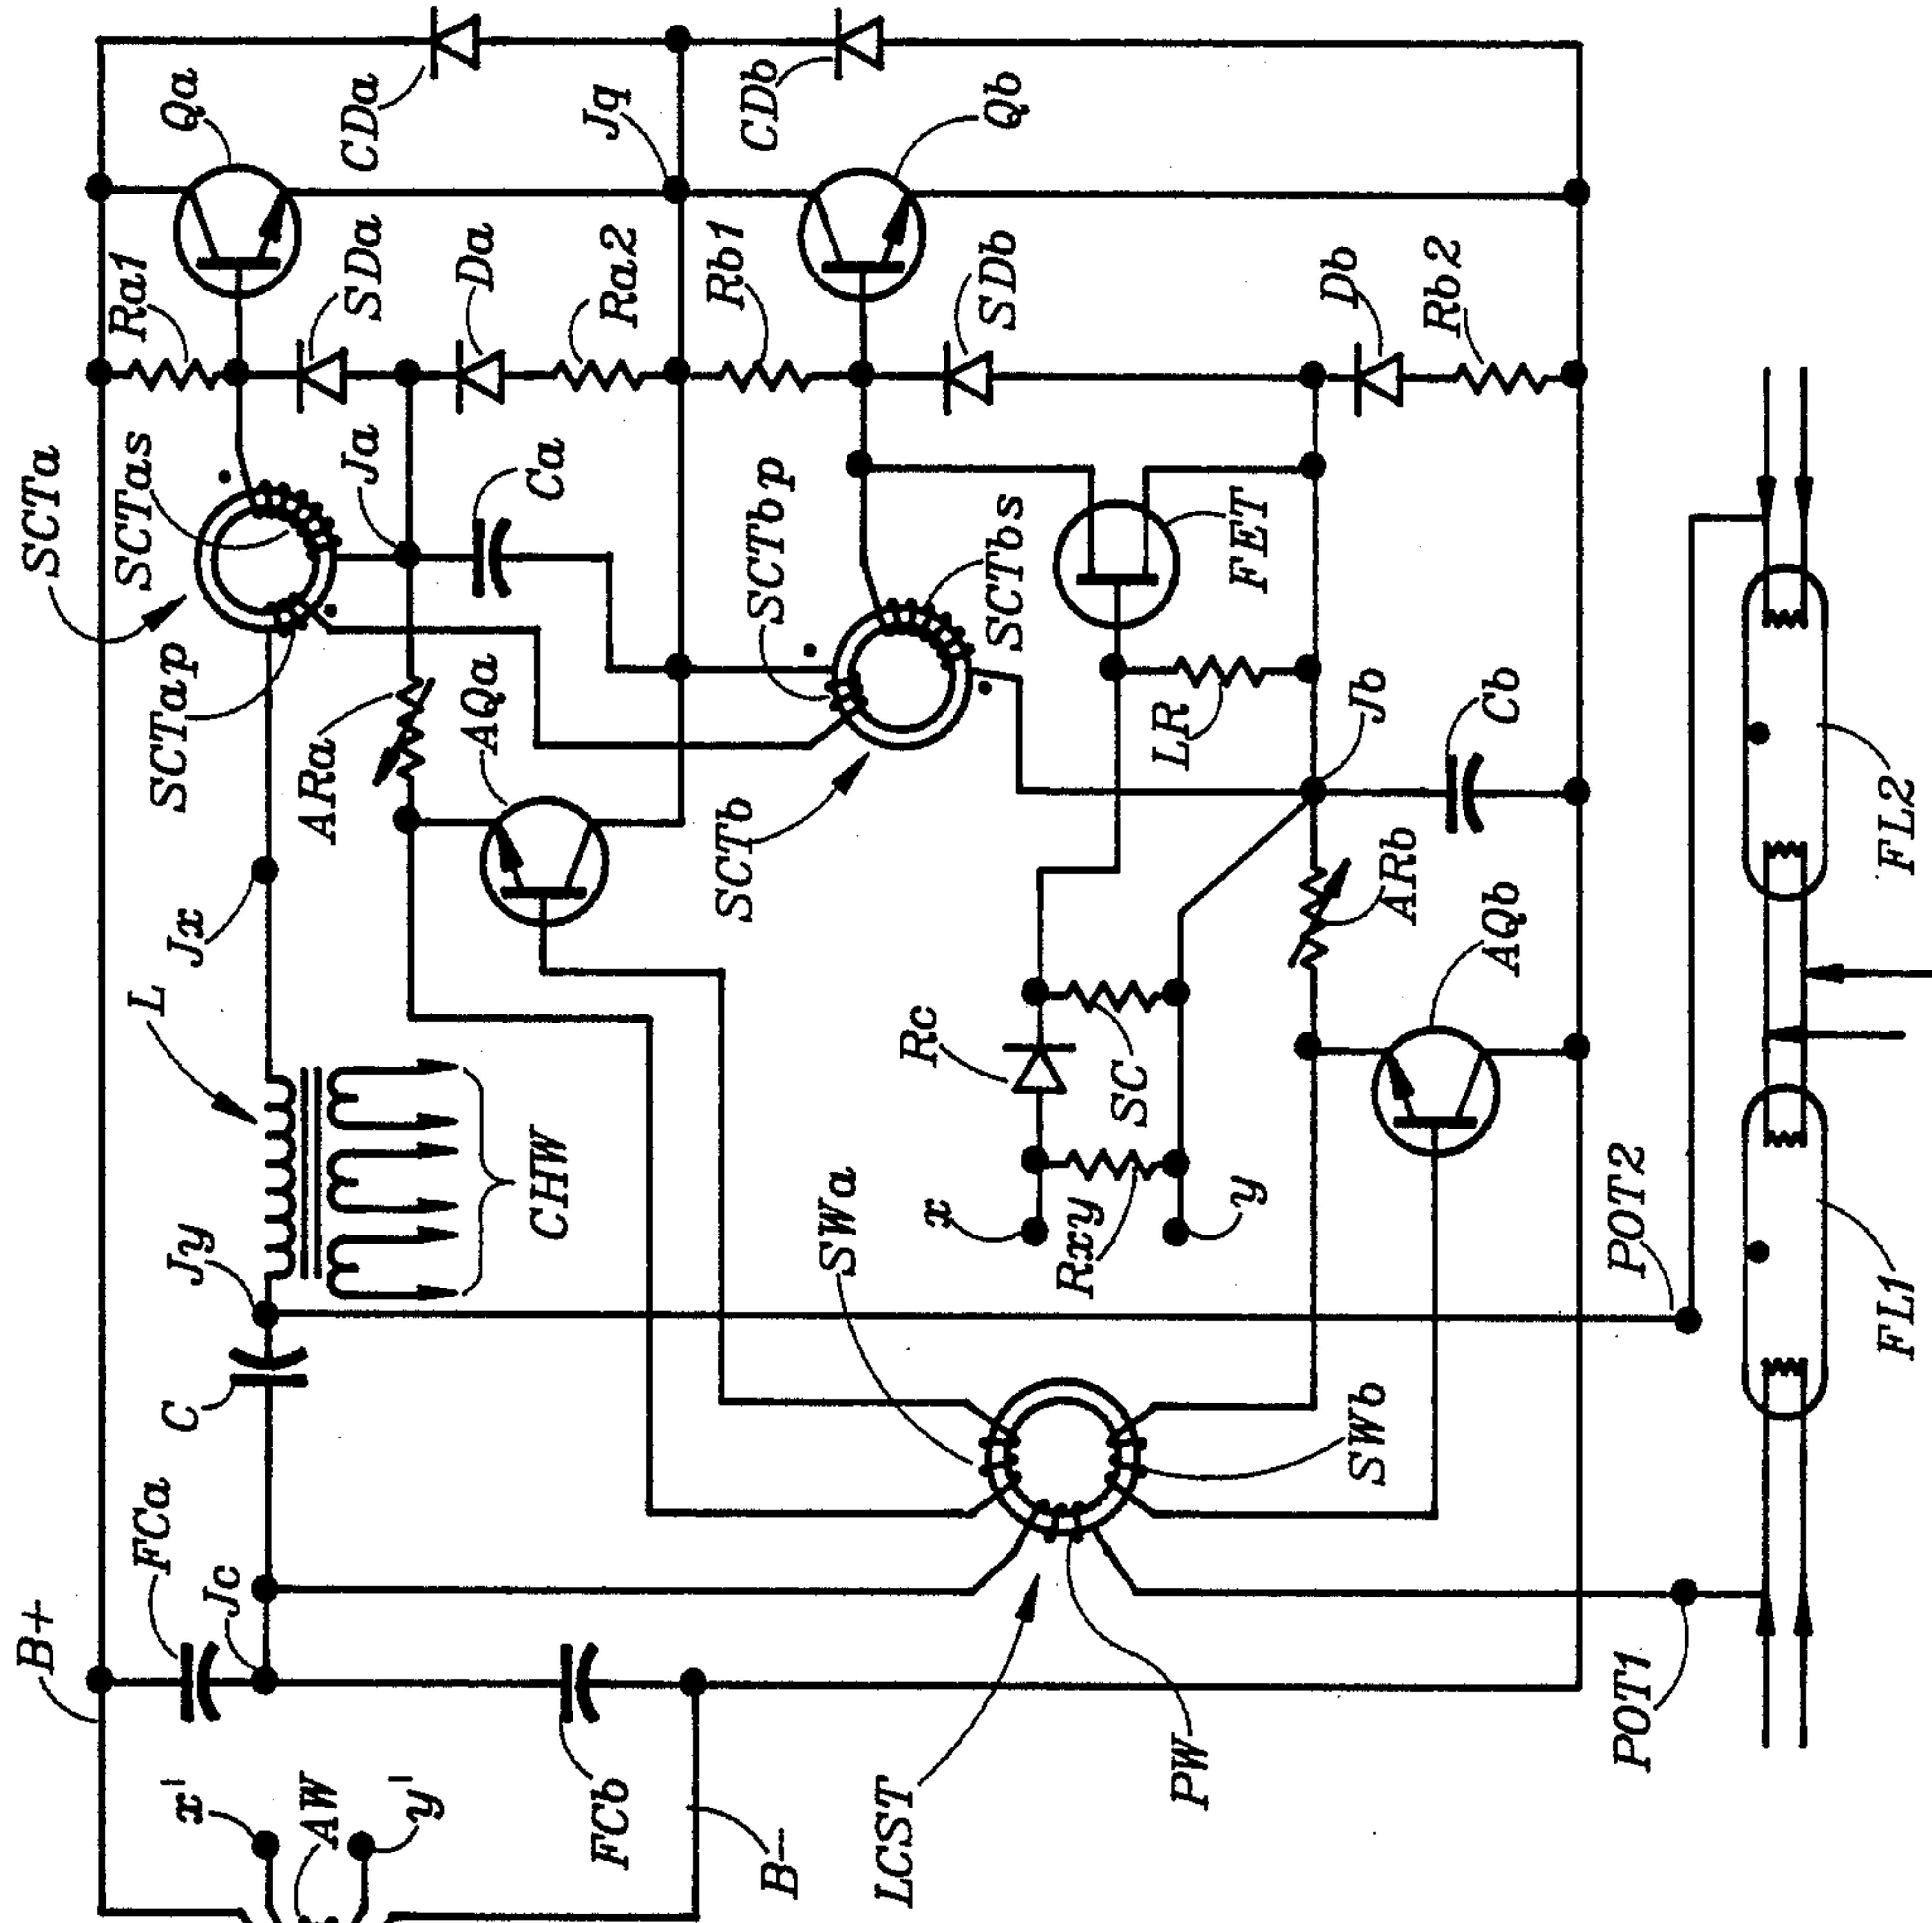 B+
x'
AW
y'
FCa
Jc
FCb
B-
LCST
PW
POT1
C
Jy
L
CHW
Jx
SCTap
ARa
AQa
SCTa
SCTas
Ja
Ca
SCTb
SCTbp
SCTbs
FET
LR
Jb
Cb
ARb
AQb
Rc
SC
x
Rxy
y
SWa
SWb
POT2
FL1
FL2
Ra1
Qa
SDa
Da
Ra2
CDa
Jq
Rb1
CDb
Qb
SDb
Db
Rb2